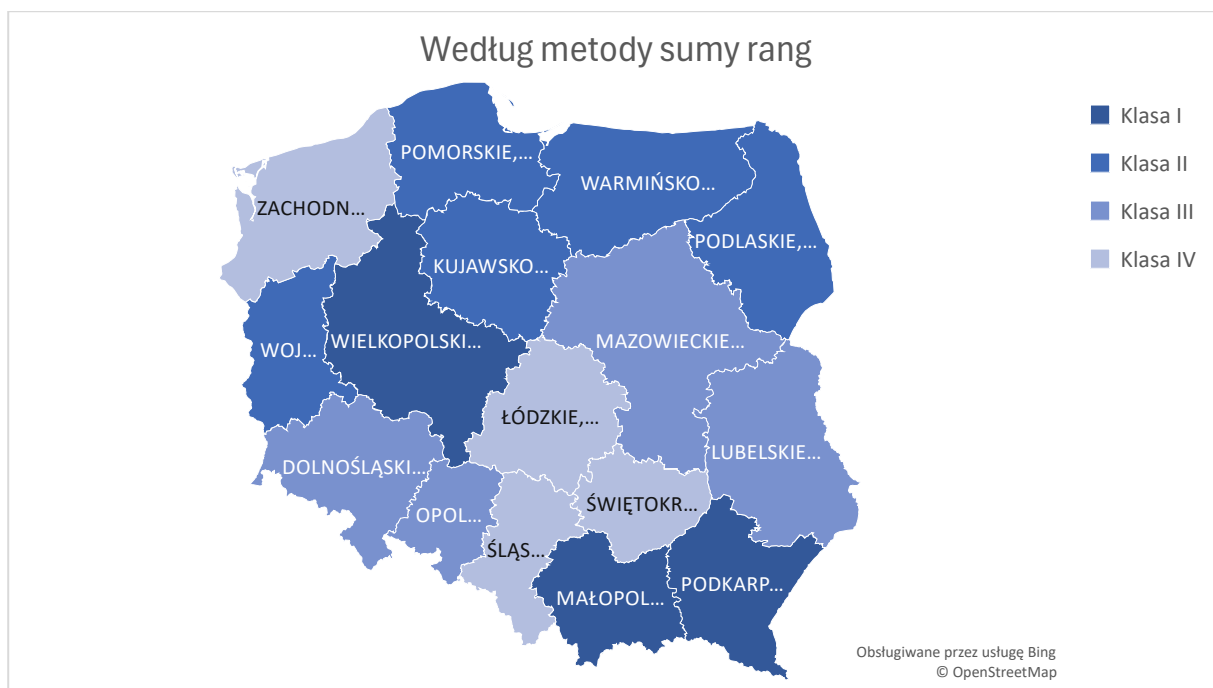 Według metody sumy rang
Klasa I
Klasa II
Klasa III
Klasa IV
POMORSKIE,...
WARMIŃSKO...
ZACHODN...
PODLASKIE,...
KUJAWSKO...
WOJ...
WIELKOPOLSKI...
MAZOWIECKIE...
ŁÓDZKIE,...
LUBELSKIE...
DOLNOŚLĄSKI...
OPOL...
ŚWIĘTOKR...
ŚLĄS...
MAŁOPOL...
PODKARP...
Obsługiwane przez usługę Bing
© OpenStreetMap